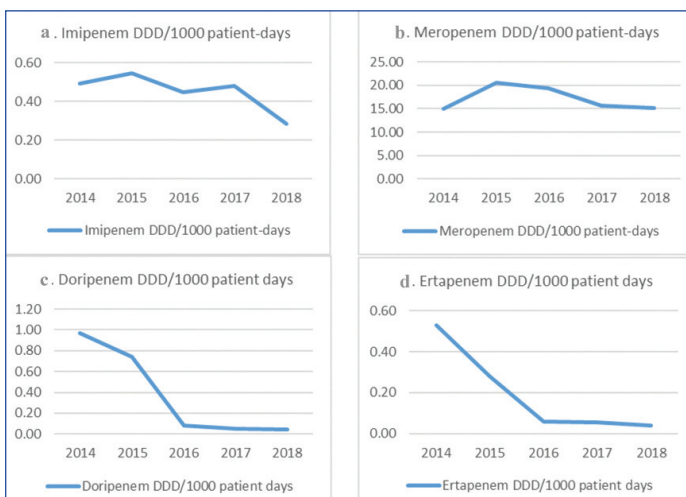 a. Imipenem DDD/1000 patient-days
0.60
0.40
0.20
0.00
2014 2015 2016 2017 2018
Imipenem DDD/1000 patient-days
b. Meropenem DDD/1000 patient-days
25.00
20.00
15.00
10.00
5.00
0.00
2014 2015 2016 2017 2018
Meropenem DDD/1000 patient-days
c. Doripenem DDD/1000 patient days
1.20
1.00
0.80
0.60
0.40
0.20
0.00
2014 2015 2016 2017 2018
Doripenem DDD/1000 patient days
d. Ertapenem DDD/1000 patient days
0.60
0.40
0.20
0.00
2014 2015 2016 2017 2018
Ertapenem DDD/1000 patient days